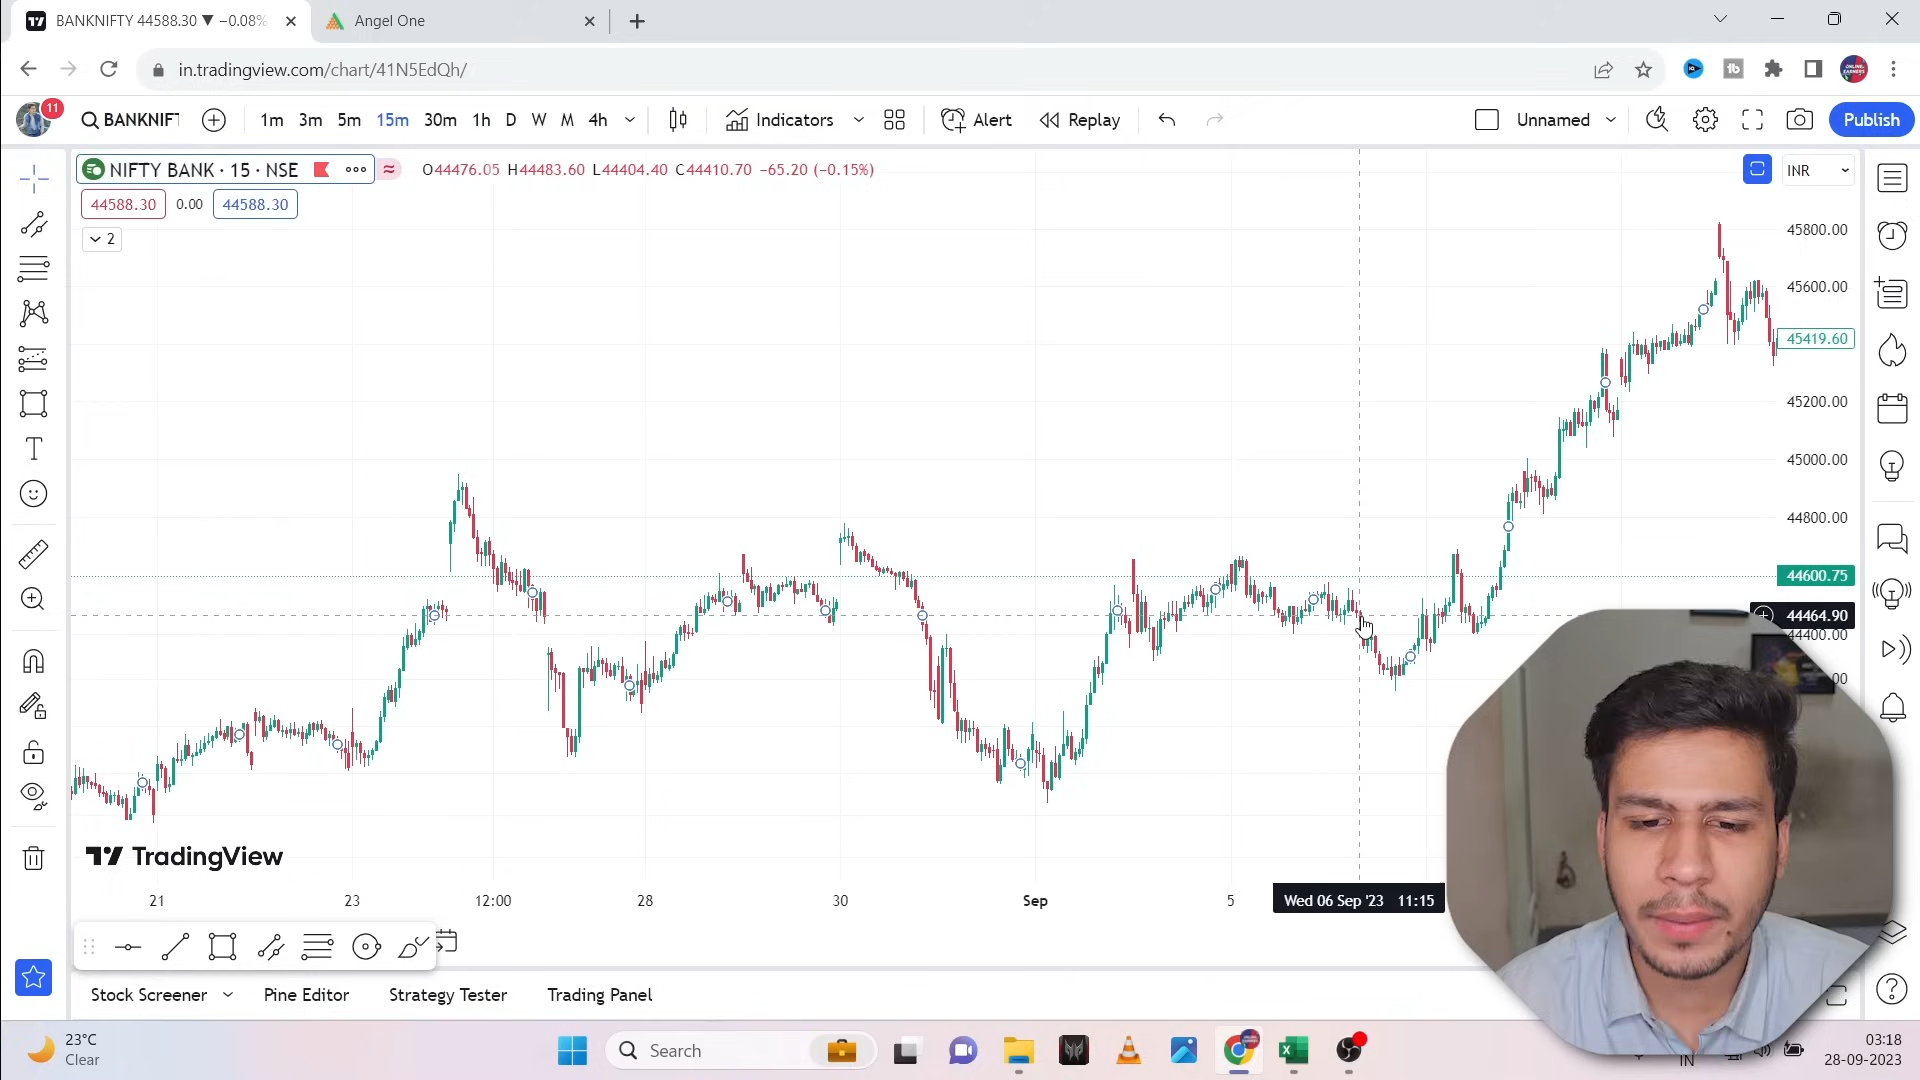 BANKNIFTY 44588.30 ▼ −0.08%
Angel One
in.tradingview.com/chart/41N5EdQh/
11
BANKNIFT
1m 3m 5m 15m 30m 1h D W M 4h
Indicators
Alert
Replay
Unnamed
Publish
NIFTY BANK · 15 · NSE
O44476.05 H44483.60 L44404.40 C44410.70 −65.20 (−0.15%)
INR
44588.30 0.00 44588.30
2
45800.00
45600.00
45419.60
45200.00
45000.00
44800.00
44600.75
44464.90
44400.00
TradingView
21 23 12:00 28 30 Sep 5
Wed 06 Sep '23 11:15
Stock Screener Pine Editor Strategy Tester Trading Panel
23°C
Clear
Search
IN
03:18
28-09-2023